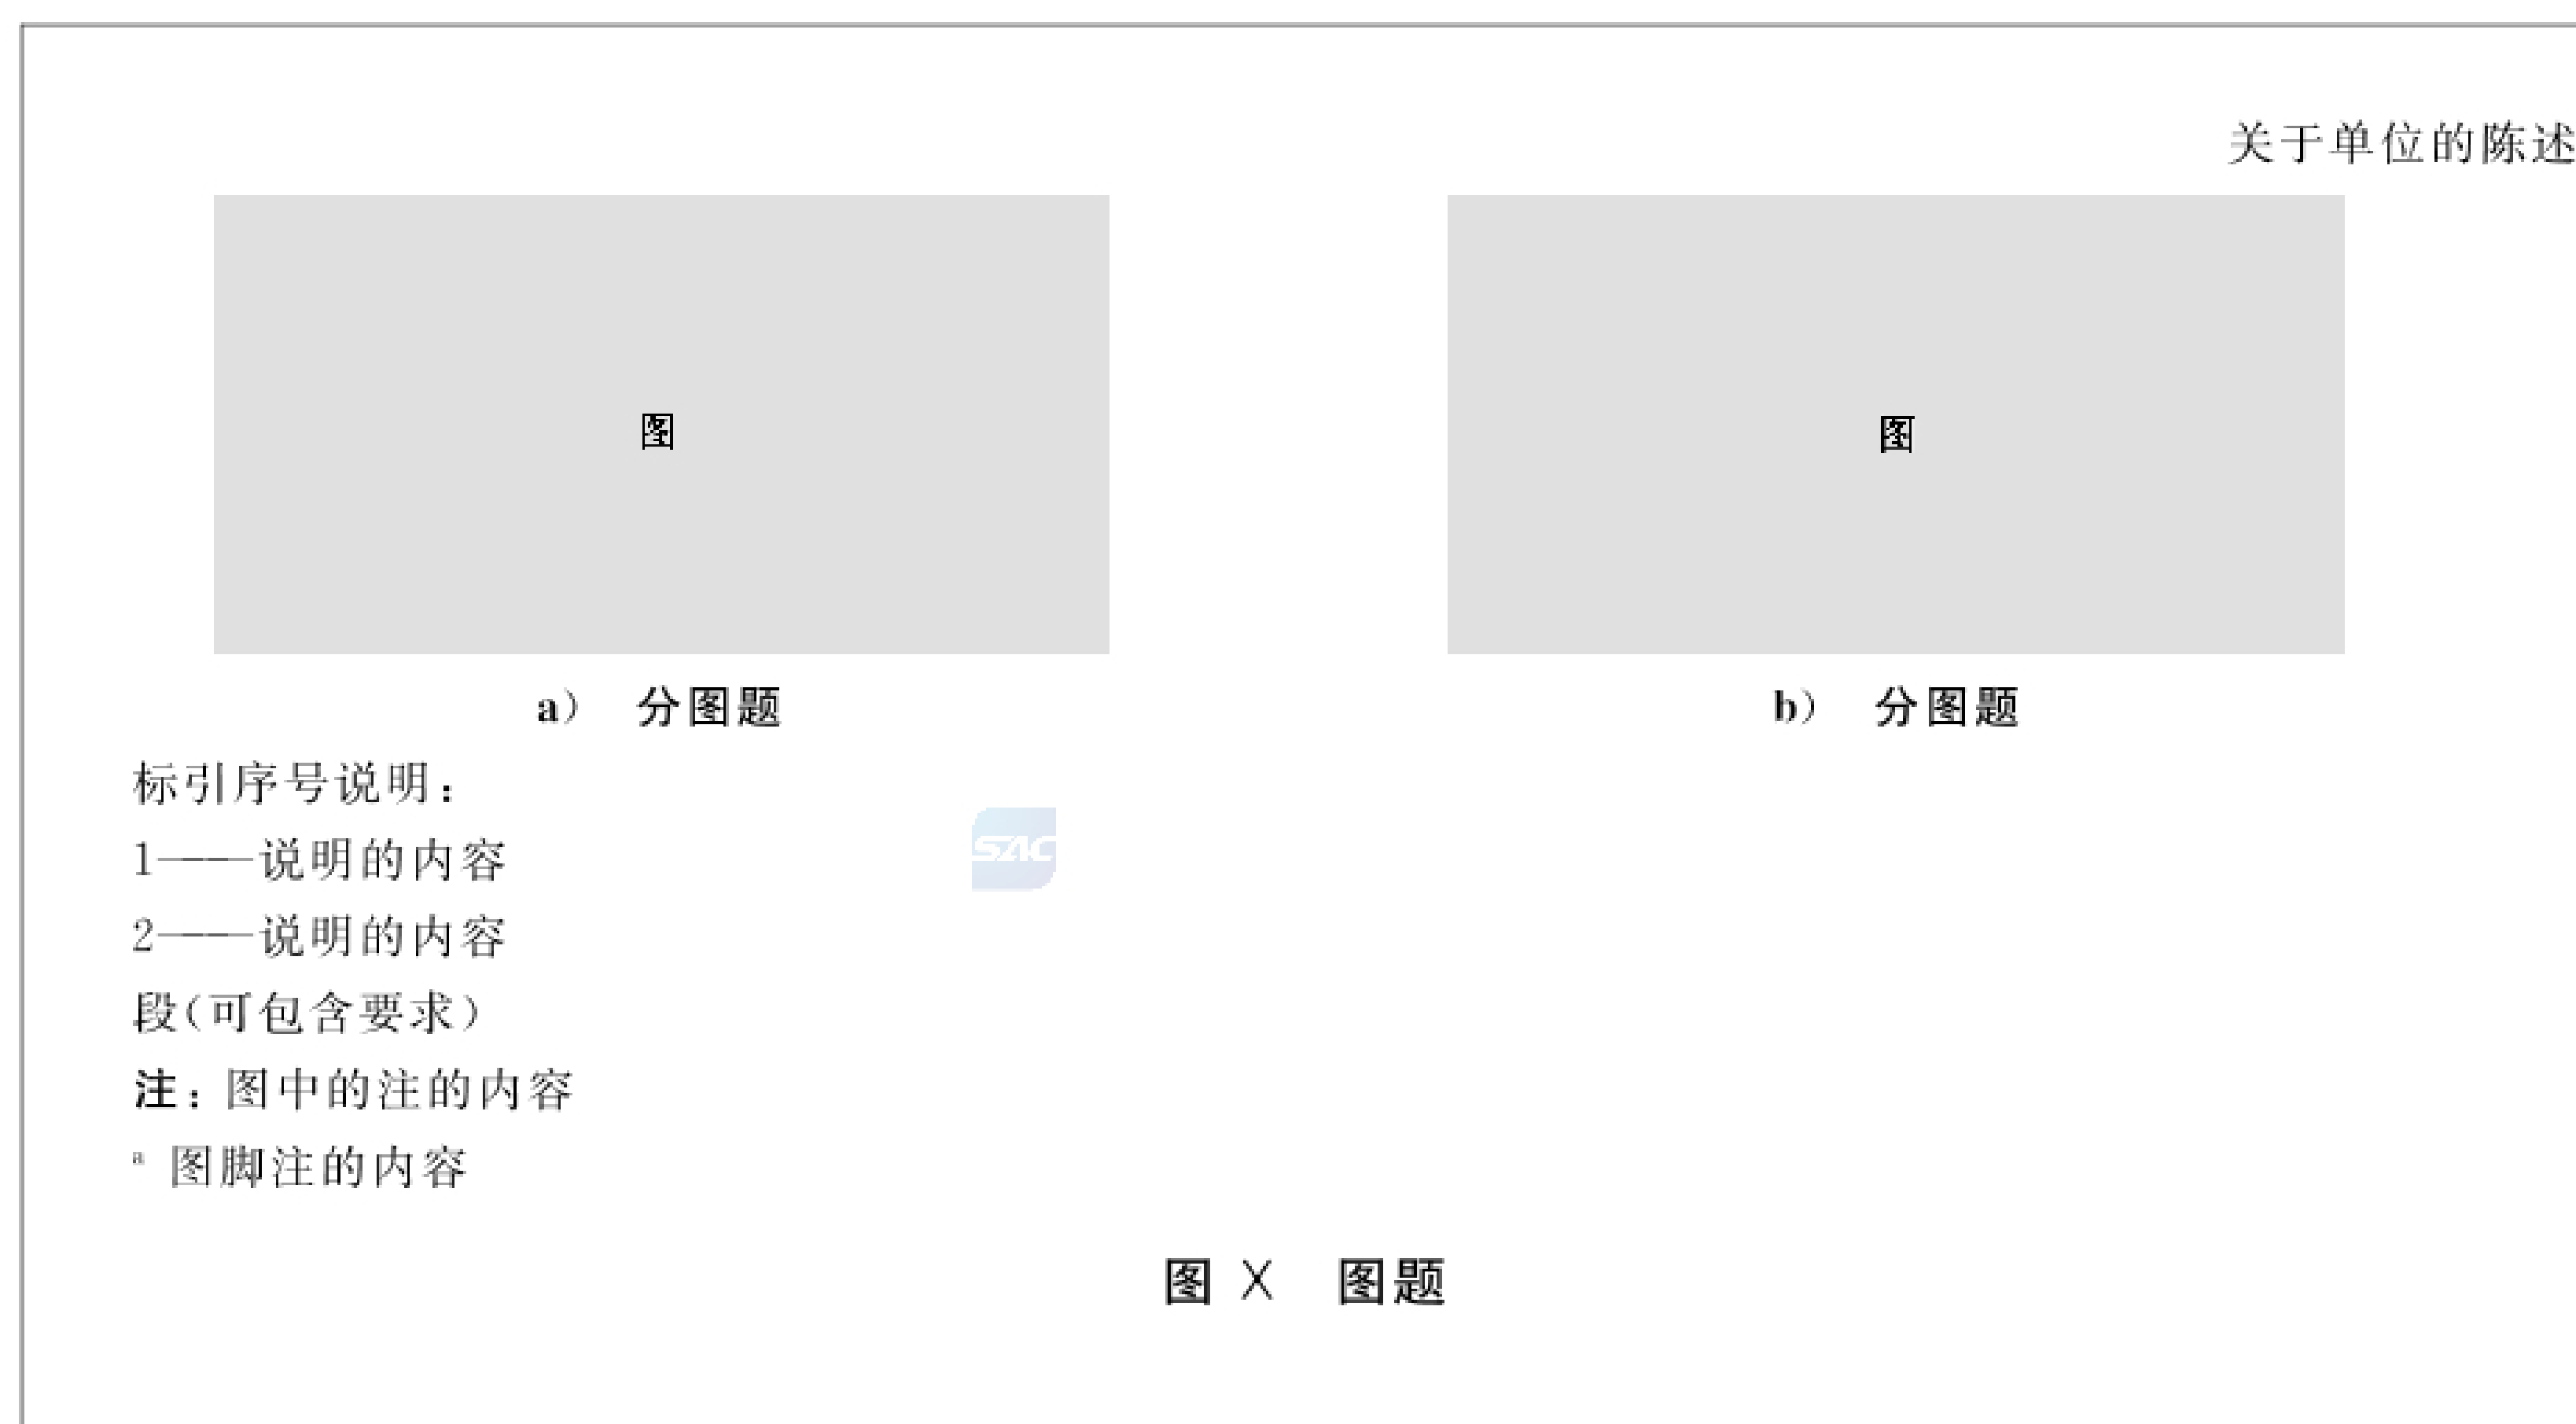 关于单位的陈述
图
图
a） 分图题
b） 分图题
标引序号说明：
1——说明的内容
SAC
2——说明的内容
段(可包含要求)
注：图中的注的内容
a 图脚注的内容
图 X 图题